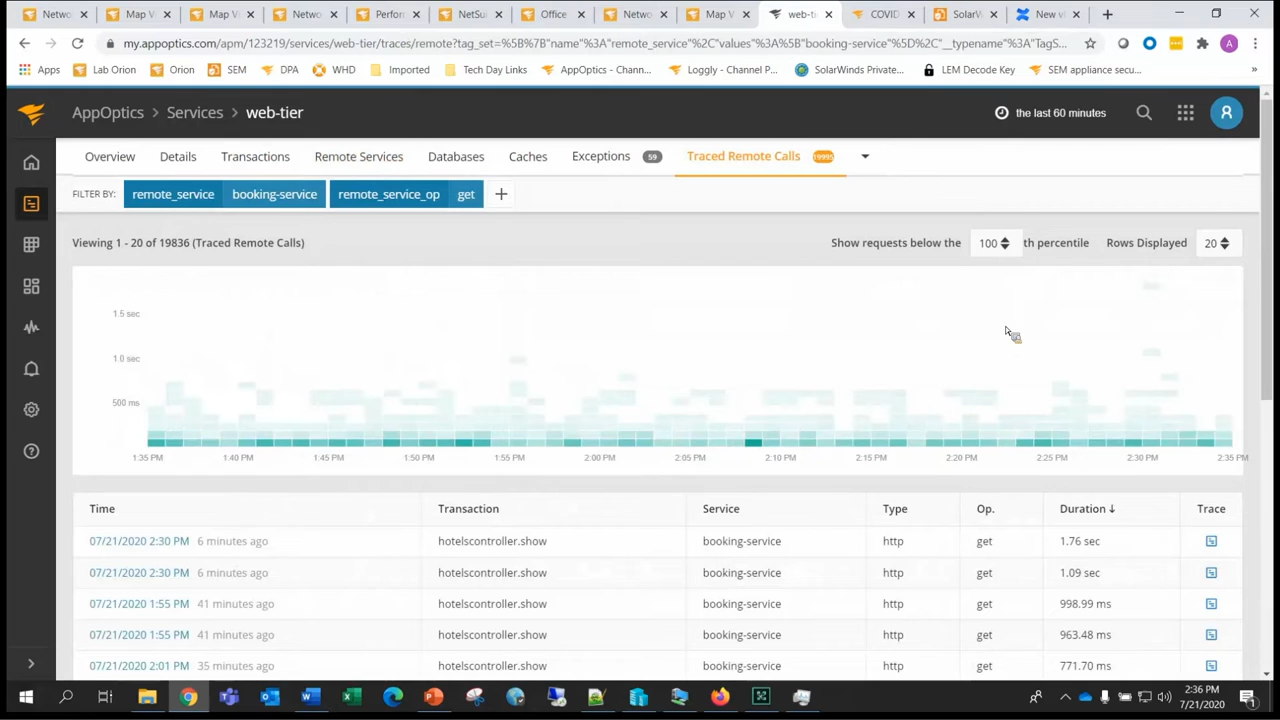 Netwo
Map V
Map Vi
Netwo
Perform
NetSui
Office
Netwo
Map V
web-ti
COVID
SolarW
New vi
my.appoptics.com/apm/123219/services/web-tier/traces/remote?tag_set=%5B%7B"name"%3A"remote_service"%2C"values"%3A%5B"booking-service"%5D%2C"__typename"%3A"TagS...
A
Apps
Lab Orion
Orion
SEM
DPA
WHD
Imported
Tech Day Links
AppOptics - Chann...
Loggly - Channel P...
SolarWinds Private...
LEM Decode Key
SEM appliance secu...
»
AppOptics > Services > web-tier
the last 60 minutes
Overview
Details
Transactions
Remote Services
Databases
Caches
Exceptions 59
Traced Remote Calls 19995
FILTER BY: remote_service booking-service remote_service_op get +
Viewing 1 - 20 of 19836 (Traced Remote Calls)
Show requests below the 100 th percentile Rows Displayed 20
1.5 sec
1.0 sec
500 ms
1:35 PM 1:40 PM 1:45 PM 1:50 PM 1:55 PM 2:00 PM 2:05 PM 2:10 PM 2:15 PM 2:20 PM 2:25 PM 2:30 PM 2:35 PM
Time Transaction Service Type Op. Duration ↓ Trace
07/21/2020 2:30 PM 6 minutes ago hotelscontroller.show booking-service http get 1.76 sec
07/21/2020 2:30 PM 6 minutes ago hotelscontroller.show booking-service http get 1.09 sec
07/21/2020 1:55 PM 41 minutes ago hotelscontroller.show booking-service http get 998.99 ms
07/21/2020 1:55 PM 41 minutes ago hotelscontroller.show booking-service http get 963.48 ms
07/21/2020 2:01 PM 35 minutes ago hotelscontroller.show booking-service http get 771.70 ms
2:36 PM
7/21/2020